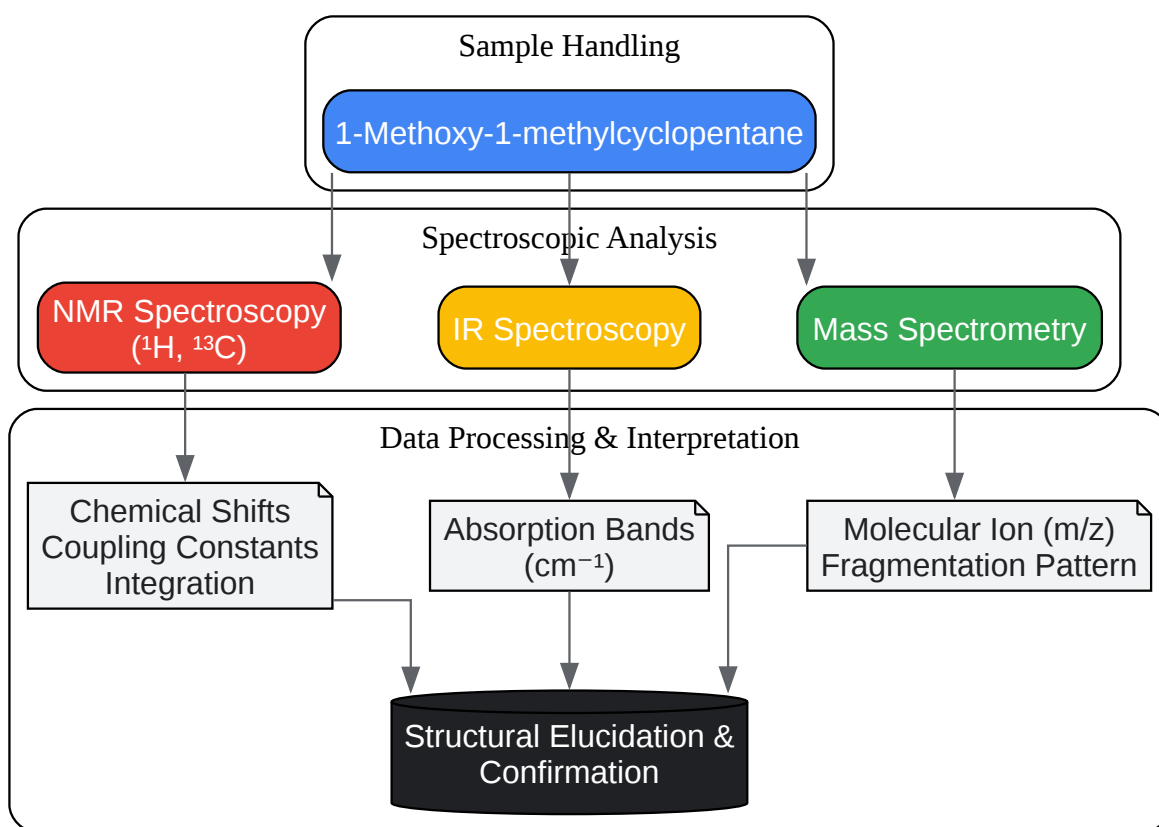 Sample Handling
1-Methoxy-1-methylcyclopentane
Spectroscopic Analysis
NMR Spectroscopy
(¹H, ¹³C)
IR Spectroscopy
Mass Spectrometry
Data Processing & Interpretation
Chemical Shifts
Coupling Constants
Integration
Absorption Bands
(cm⁻¹)
Molecular Ion (m/z)
Fragmentation Pattern
Structural Elucidation &
Confirmation